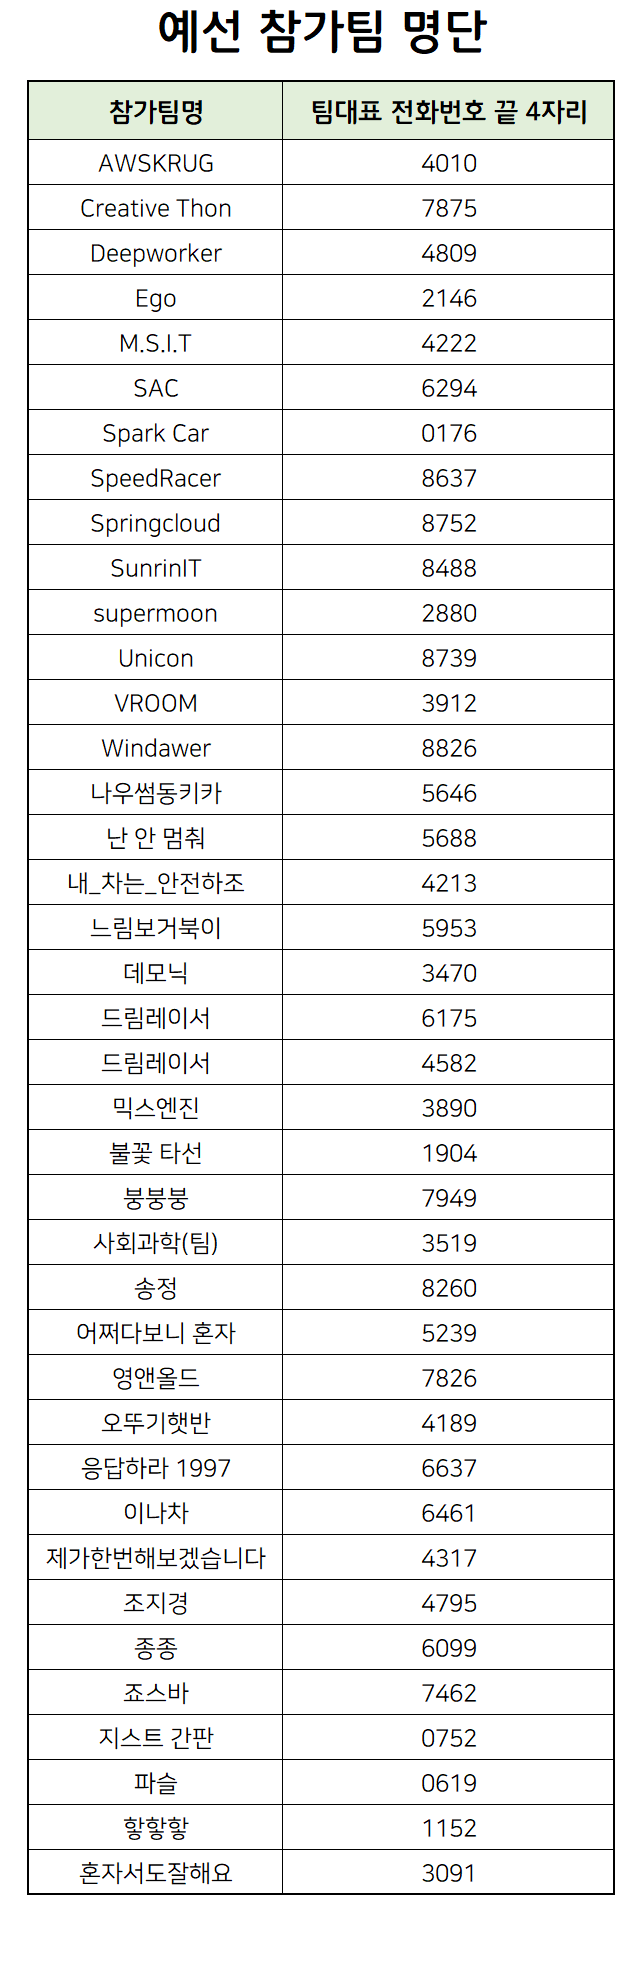 예선 참가팀 명단
참가팀명 팀대표 전화번호 끝 4자리
AWSKRUG 4010
Creative Thon 7875
Deepworker 4809
Ego 2146
M.S.I.T 4222
SAC 6294
Spark Car 0176
SpeedRacer 8637
Springcloud 8752
SunrinIT 8488
supermoon 2880
Unicon 8739
VROOM 3912
Windawer 8826
나우썸동키카 5646
난 안 멈춰 5688
내_차는_안전하조 4213
느림보거북이 5953
데모닉 3470
드림레이서 6175
드림레이서 4582
믹스엔진 3890
불꽃 타선 1904
붕붕붕 7949
사회과학(팀) 3519
송정 8260
어쩌다보니 혼자 5239
영앤올드 7826
오뚜기햇반 4189
응답하라 1997 6637
이나차 6461
제가한번해보겠습니다 4317
조지경 4795
종종 6099
죠스바 7462
지스트 간판 0752
파슬 0619
핳핳핳 1152
혼자서도잘해요 3091